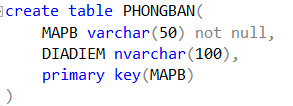 create table PHONGBAN(
MAPB varchar(50) not null,
DIADIEM nvarchar(100),
primary key(MAPB)
)